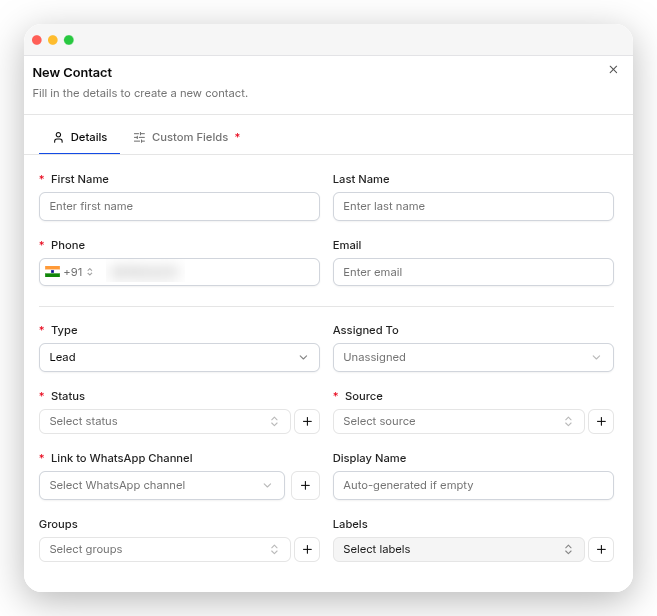 New Contact
Fill in the details to create a new contact.
Details
Custom Fields *
* First Name
Last Name
Enter first name
Enter last name
* Phone
Email
+91
Enter email
* Type
Assigned To
Lead
Unassigned
* Status
* Source
Select status
Select source
* Link to WhatsApp Channel
Display Name
Select WhatsApp channel
Auto-generated if empty
Groups
Labels
Select groups
Select labels